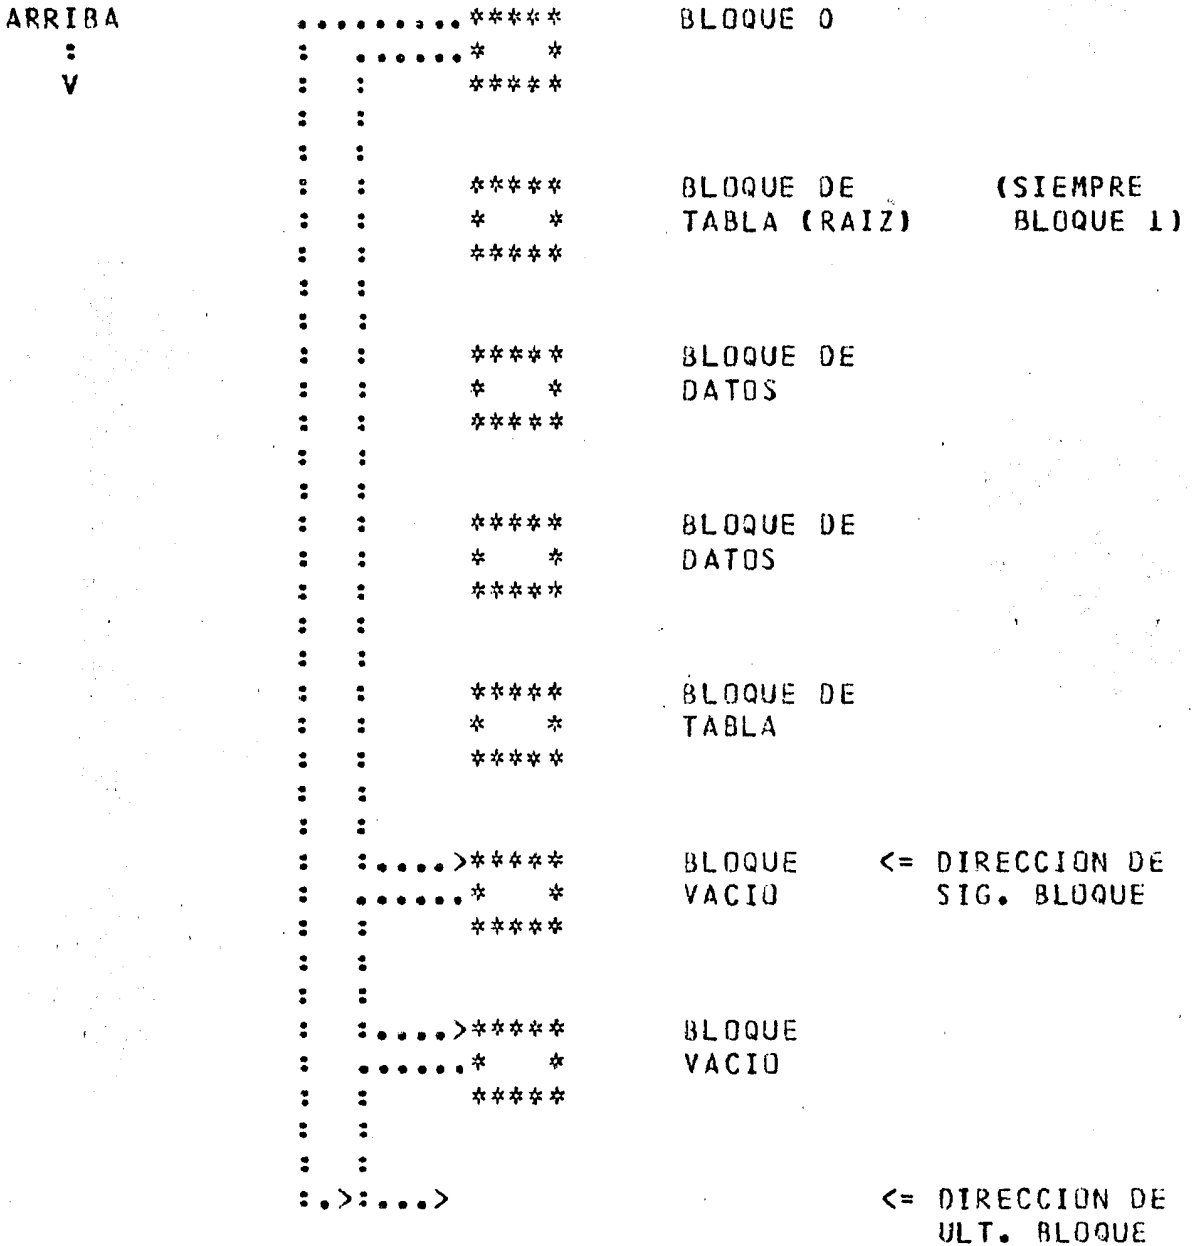 ARRIBA : V
..........***** BLOQUE 0
: ......* *
: : *****
: :
: :
: : ***** BLOQUE DE (SIEMPRE
: : * * TABLA (RAIZ) BLOQUE 1)
: : *****
: :
: :
: : ***** BLOQUE DE
: : * * DATOS
: : *****
: :
: :
: : ***** BLOQUE DE
: : * * DATOS
: : *****
: :
: :
: : ***** BLOQUE DE
: : * * TABLA
: : *****
: :
: :
: :....>***** BLOQUE <= DIRECCION DE
: ......* * VACIO SIG. BLOQUE
: : *****
: :
: :
: :....>***** BLOQUE
: ......* * VACIO
: : *****
: :
: :
:.>:...> <= DIRECCION DE
ULT. BLOQUE